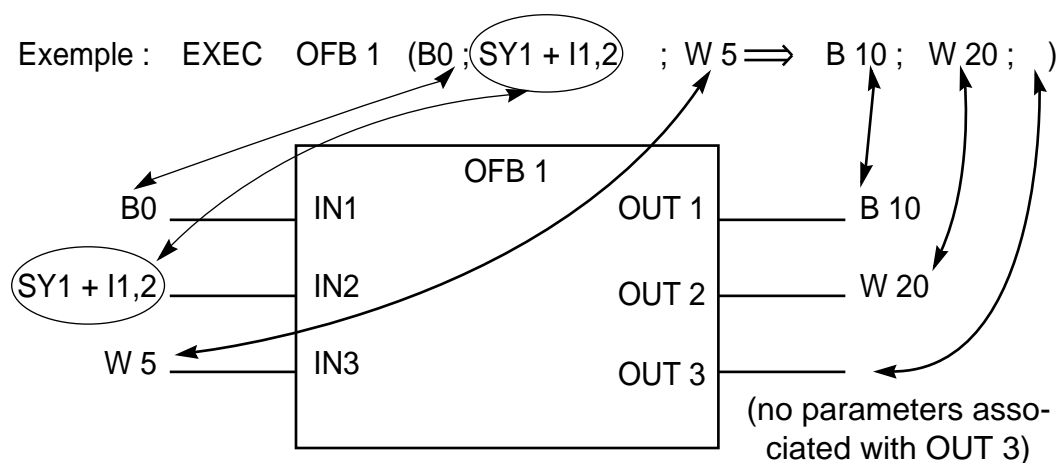 Exemple : EXEC OFB 1 (B0 ; SY1 + I1,2 ; W 5 ⟹ B 10 ; W 20 ; )
OFB 1
B0 IN1 OUT 1 B 10
SY1 + I1,2 IN2 OUT 2 W 20
W 5 IN3 OUT 3
(no parameters asso-
ciated with OUT 3)